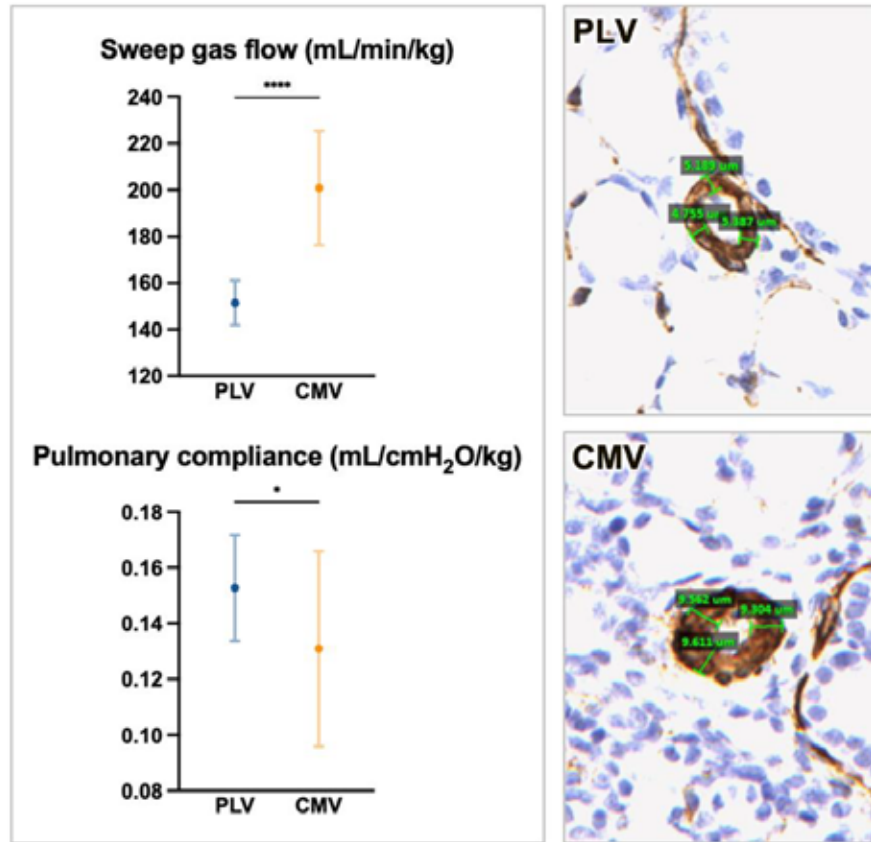 Sweep gas flow (mL/min/kg)
****
240
220
200
180
160
140
120
PLV CMV
Pulmonary compliance (mL/cmH₂O/kg)
*
0.18
0.16
0.14
0.12
0.10
0.08
PLV CMV
PLV
5.189 um
4.755 um
5.387 um
CMV
9.562 um
9.304 um
9.611 um